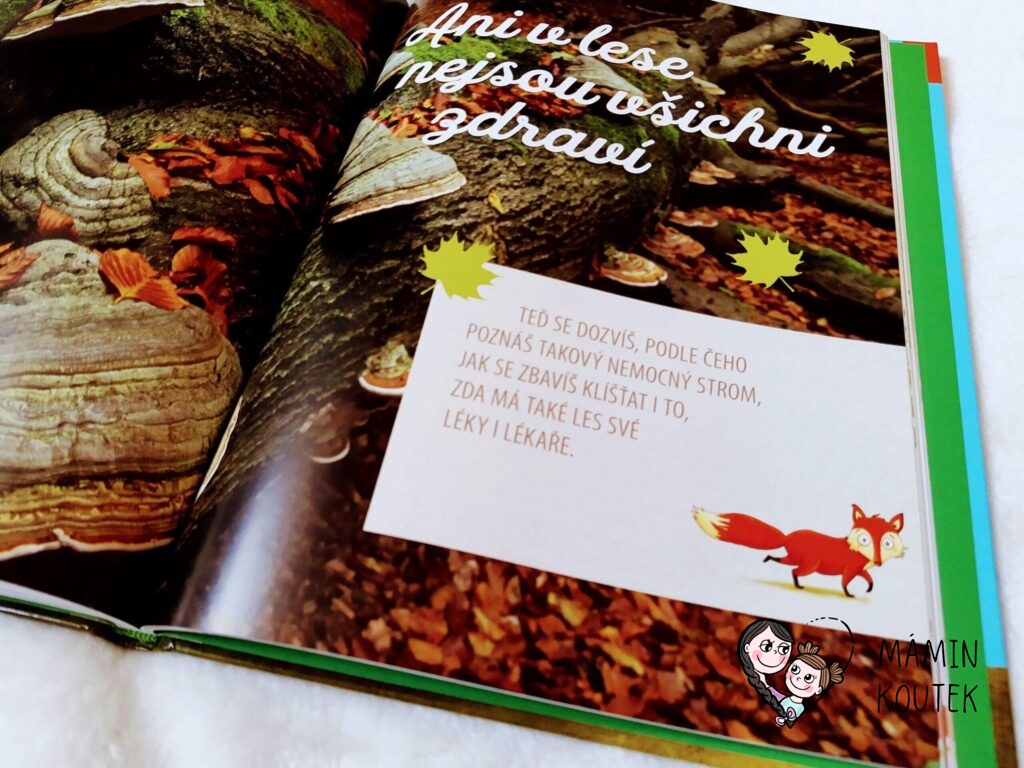 Ani v lese
nejsou všichni
zdraví
TEĎ SE DOZVÍŠ, PODLE ČEHO
POZNÁŠ TAKOVÝ NEMOCNÝ STROM,
JAK SE ZBAVÍŠ KLÍŠŤAT I TO,
ZDA MÁ TAKÉ LES SVÉ
LÉKY I LÉKAŘE.
MÁMIN
KOUTEK